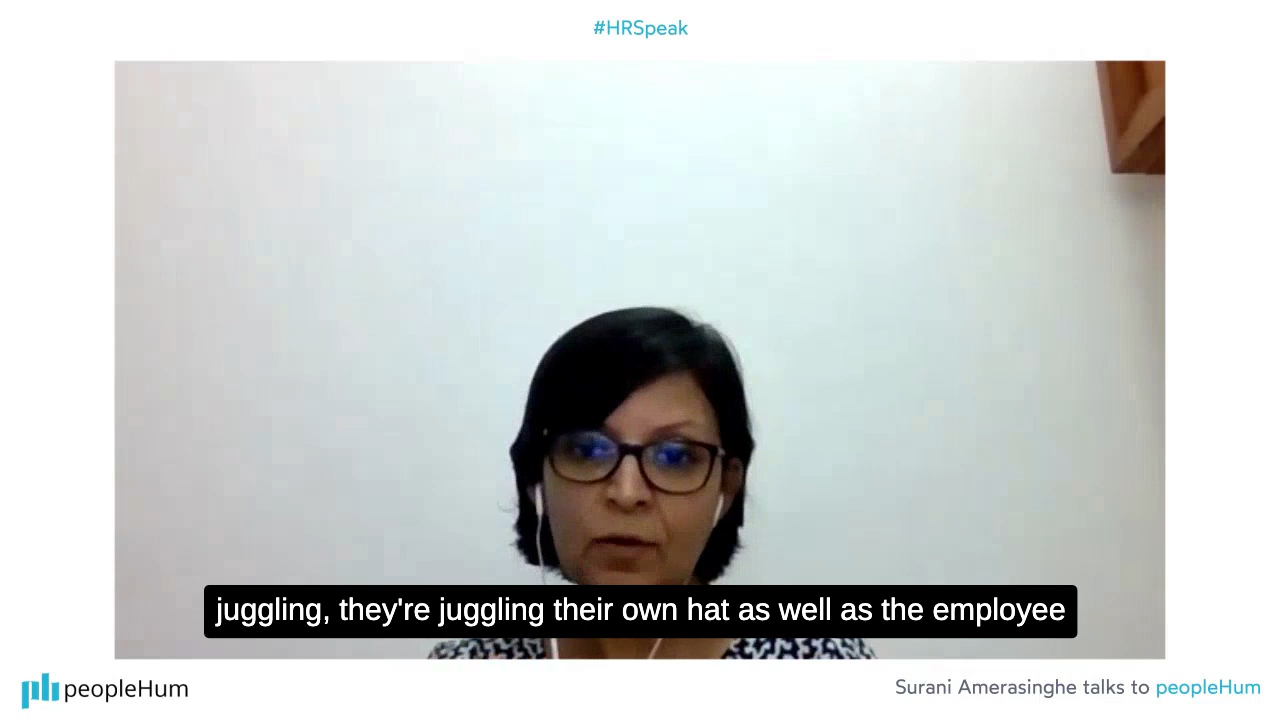 #HRSpeak
juggling, they're juggling their own hat as well as the employee
peopleHum
Surani Amerasinghe talks to peopleHum